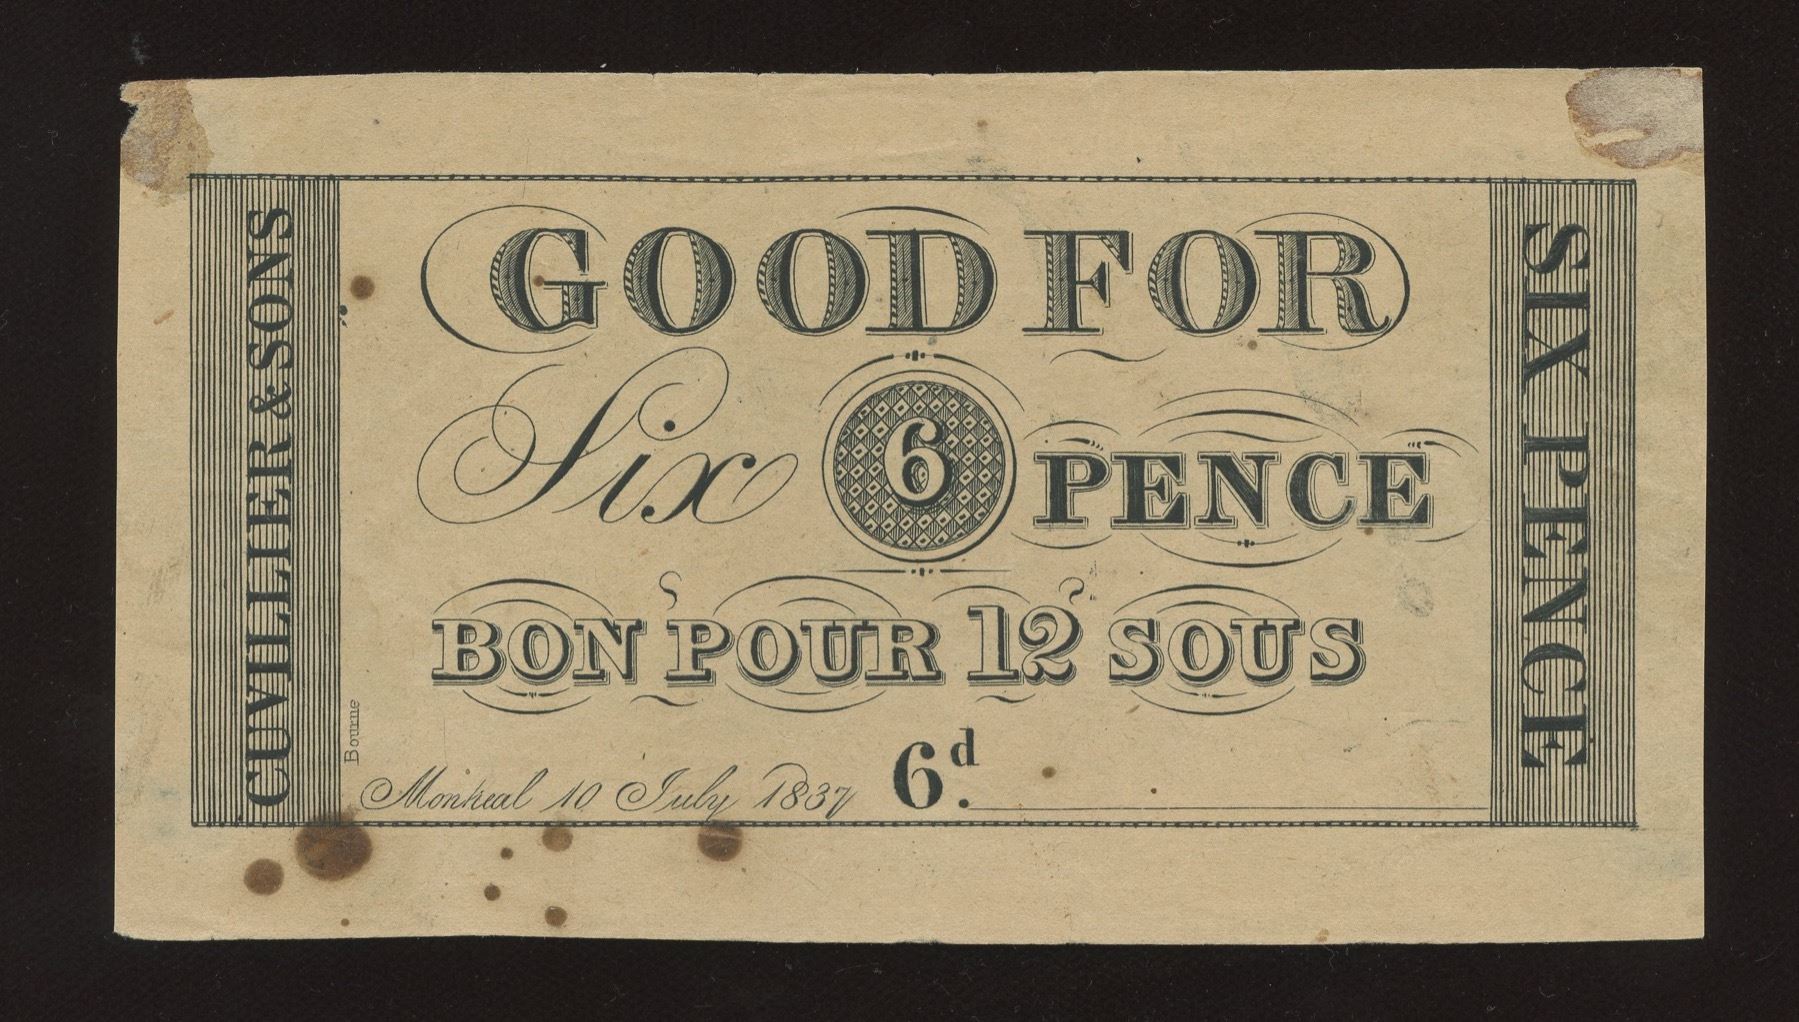 CUVILLIER & SONS
GOOD FOR
Six 6 PENCE
BON POUR 12 SOUS
6d.
Montreal 10 July 1837
Bourne
SIX PENCE